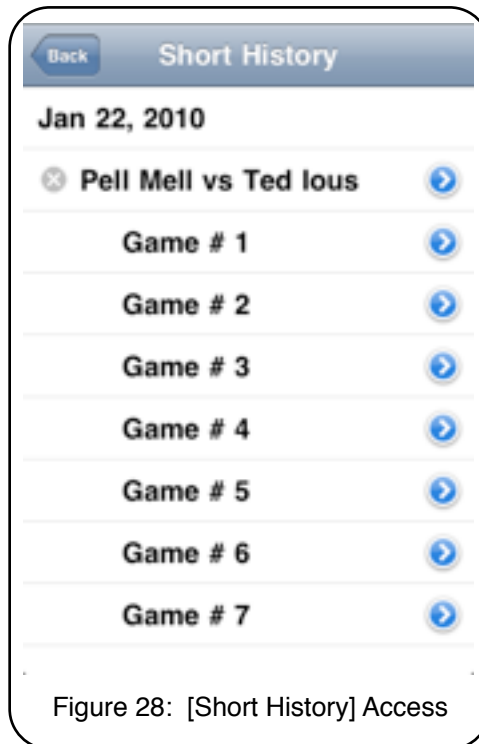 Back Short History
Jan 22, 2010
Pell Mell vs Ted Ious
Game # 1
Game # 2
Game # 3
Game # 4
Game # 5
Game # 6
Game # 7
Figure 28: [Short History] Access